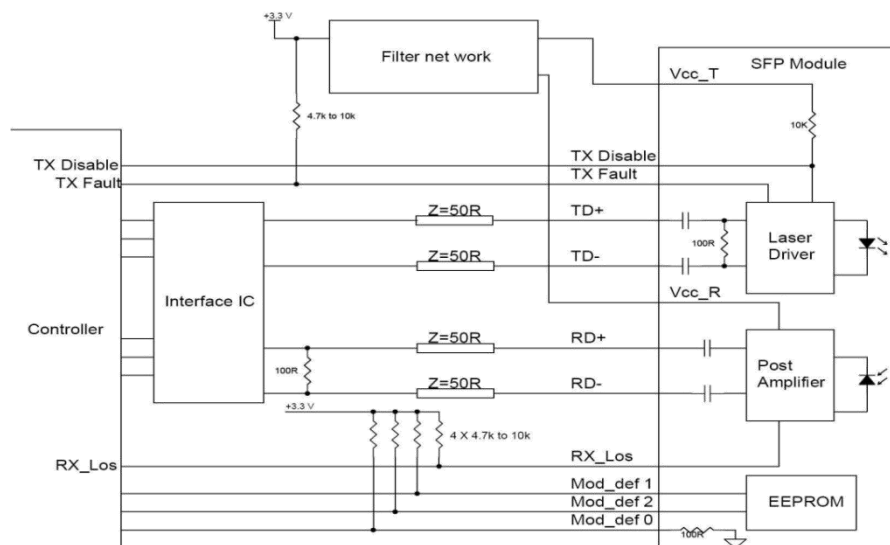 +3.3 V
Filter net work
SFP Module
Vcc_T
4.7k to 10k
10K
TX Disable
TX Disable
TX Fault
TX Fault
Z=50R
TD+
100R
Laser
Driver
Z=50R
TD-
Interface IC
Vcc_R
Controller
Z=50R
RD+
100R
Post
Amplifier
Z=50R
RD-
+3.3 V
4 X 4.7k to 10k
RX_Los
RX_Los
Mod_def 1
Mod_def 2
EEPROM
Mod_def 0
100R